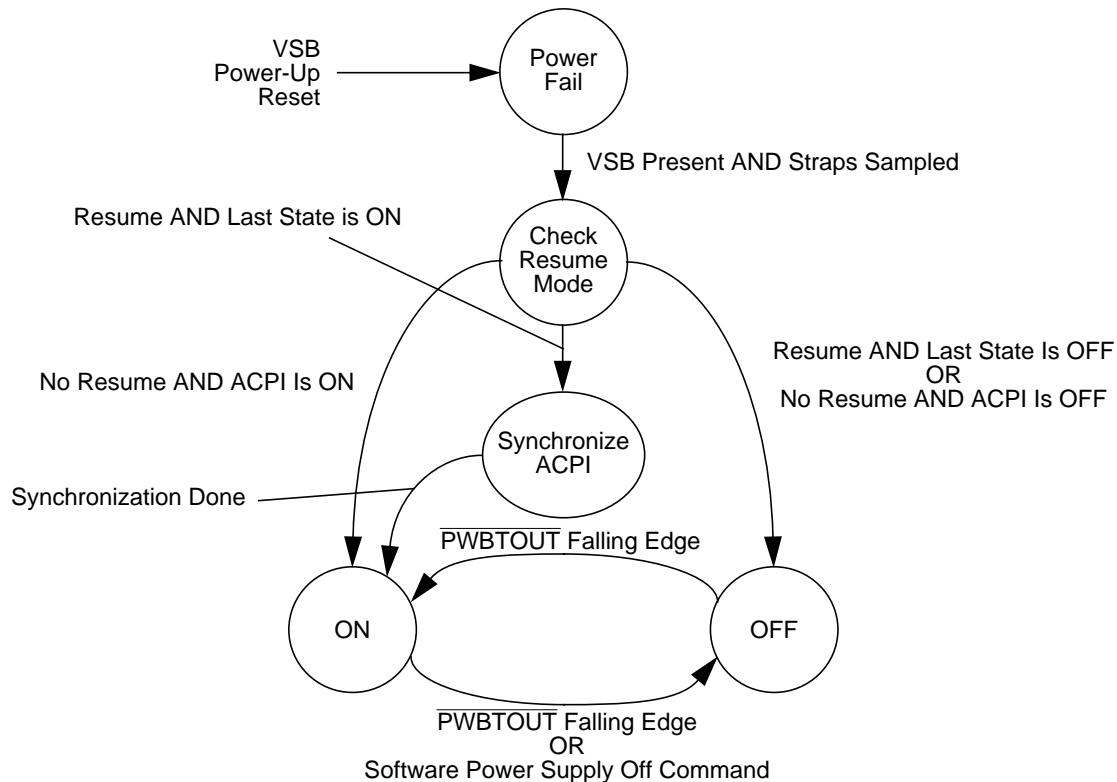 VSB
Power-Up
Reset
Power
Fail
VSB Present AND Straps Sampled
Resume AND Last State is ON
Check
Resume
Mode
No Resume AND ACPI Is ON
Resume AND Last State Is OFF
OR
No Resume AND ACPI Is OFF
Synchronize
ACPI
Synchronization Done
PWBTOUT Falling Edge
ON
OFF
PWBTOUT Falling Edge
OR
Software Power Supply Off Command